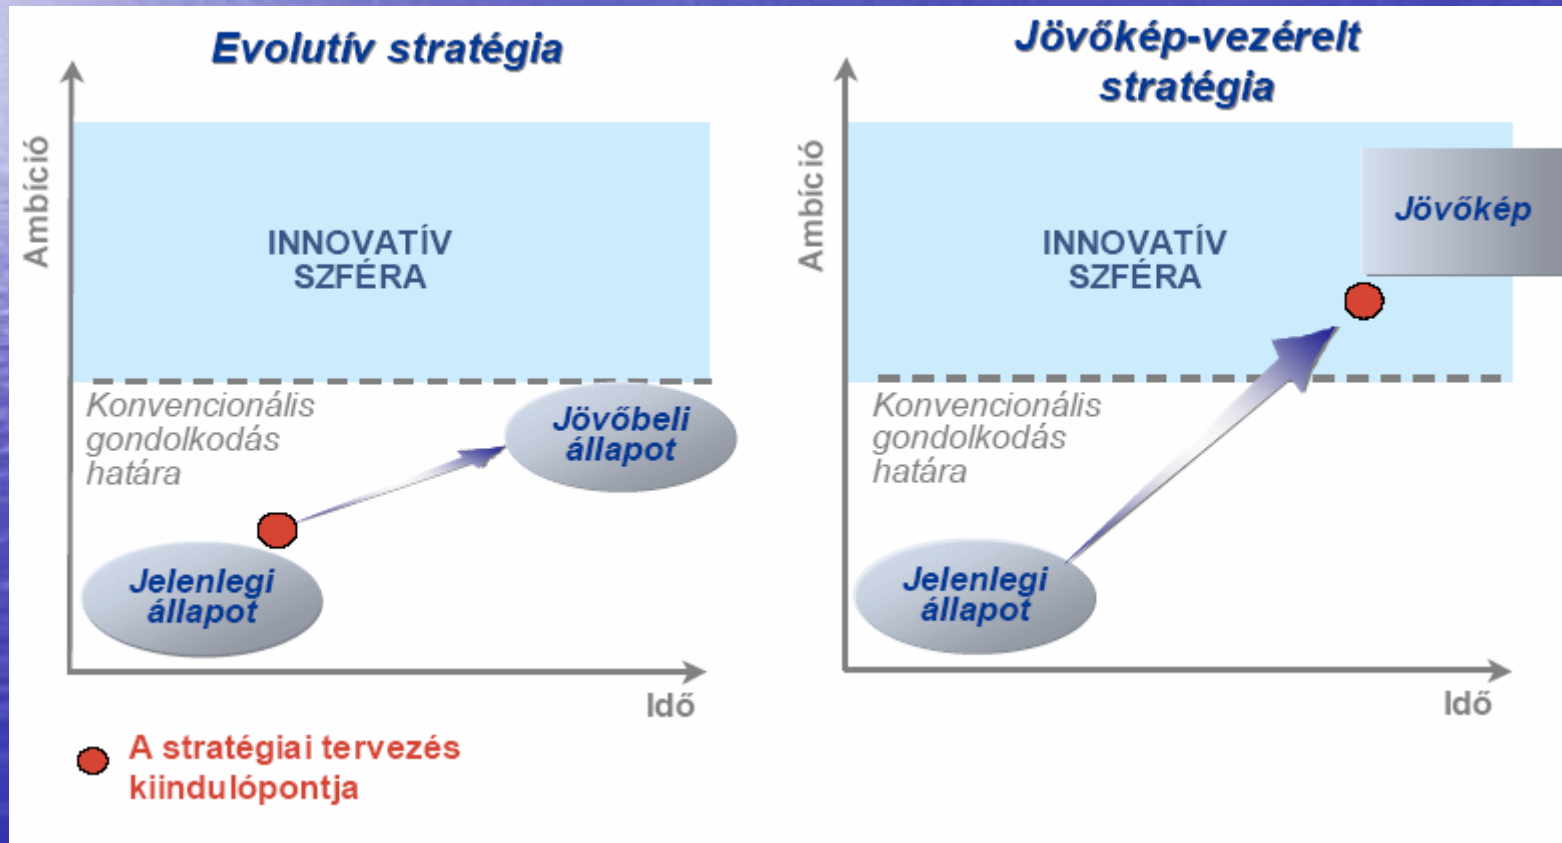 Evolutív stratégia
Ambíció
INNOVATÍV
SZFÉRA
Konvencionális
gondolkodás
határa
Jövőbeli
állapot
Jelenlegi
állapot
Idő
A stratégiai tervezés
kiindulópontja
Jövőkép-vezérelt
stratégia
Ambíció
INNOVATÍV
SZFÉRA
Jövőkép
Konvencionális
gondolkodás
határa
Jelenlegi
állapot
Idő